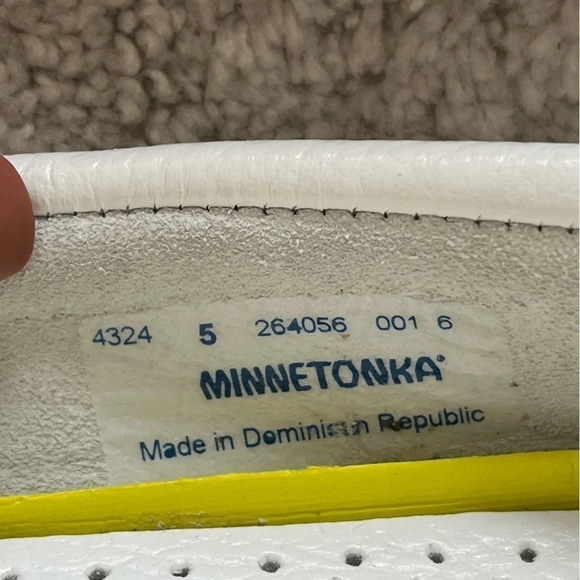 4324 5 264056 001 6
MINNETONKA®
Made in Dominican Republic